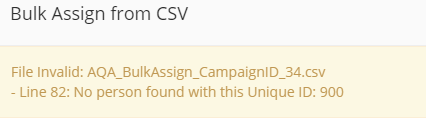 Bulk Assign from CSV
File Invalid: AQA_BulkAssign_CampaignID_34.csv
- Line 82: No person found with this Unique ID: 900